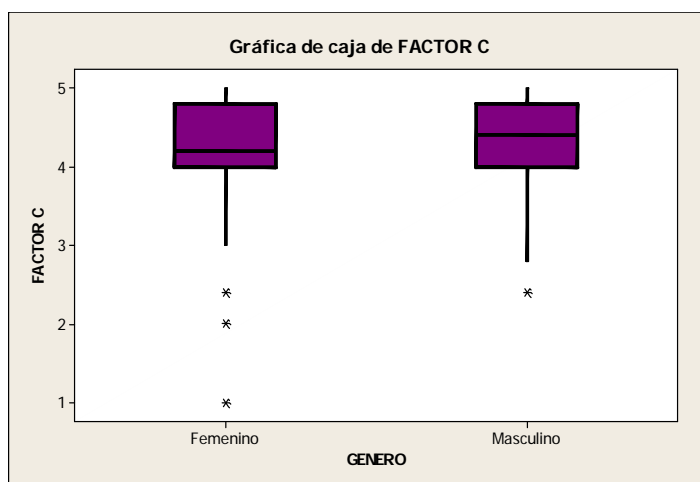 Gráfica de caja de FACTOR C
FACTOR C
5
4
3
2
1
Femenino
Masculino
GENERO